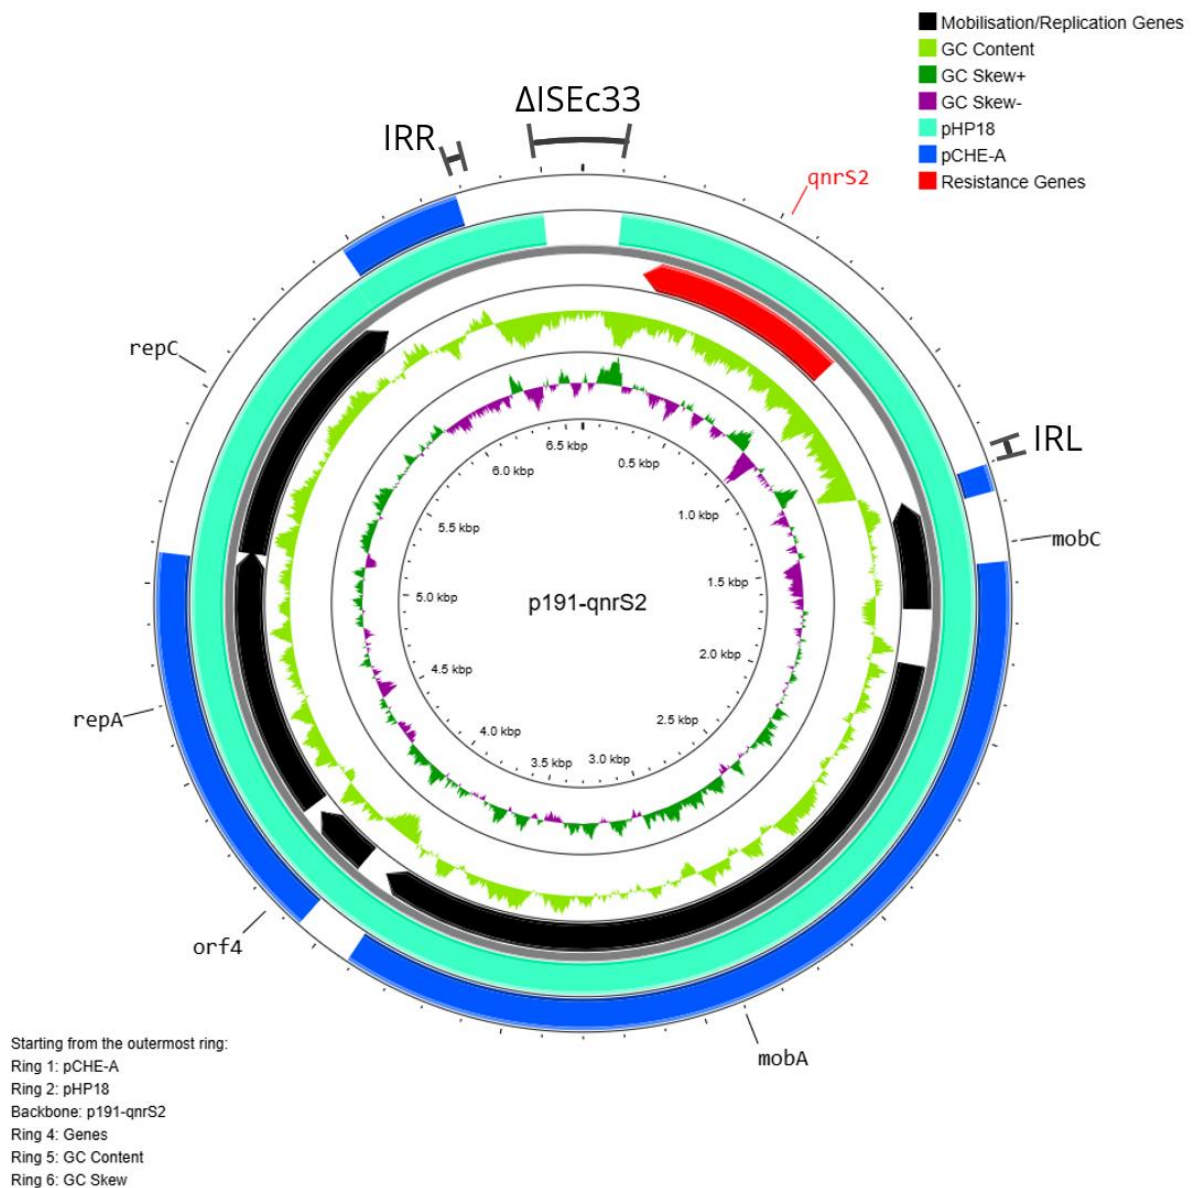 Mobilisation/Replication Genes
GC Content
GC Skew+
GC Skew-
pHP18
pCHE-A
Resistance Genes
ΔISEc33
IRR
qnrS2
IRL
repC
mobC
6.5 kbp
0.5 kbp
6.0 kbp
1.0 kbp
5.5 kbp
1.5 kbp
5.0 kbp
p191-qnrS2
2.0 kbp
4.5 kbp
2.5 kbp
4.0 kbp
3.5 kbp
3.0 kbp
repA
orf4
mobA
Starting from the outermost ring:
Ring 1: pCHE-A
Ring 2: pHP18
Backbone: p191-qnrS2
Ring 4: Genes
Ring 5: GC Content
Ring 6: GC Skew